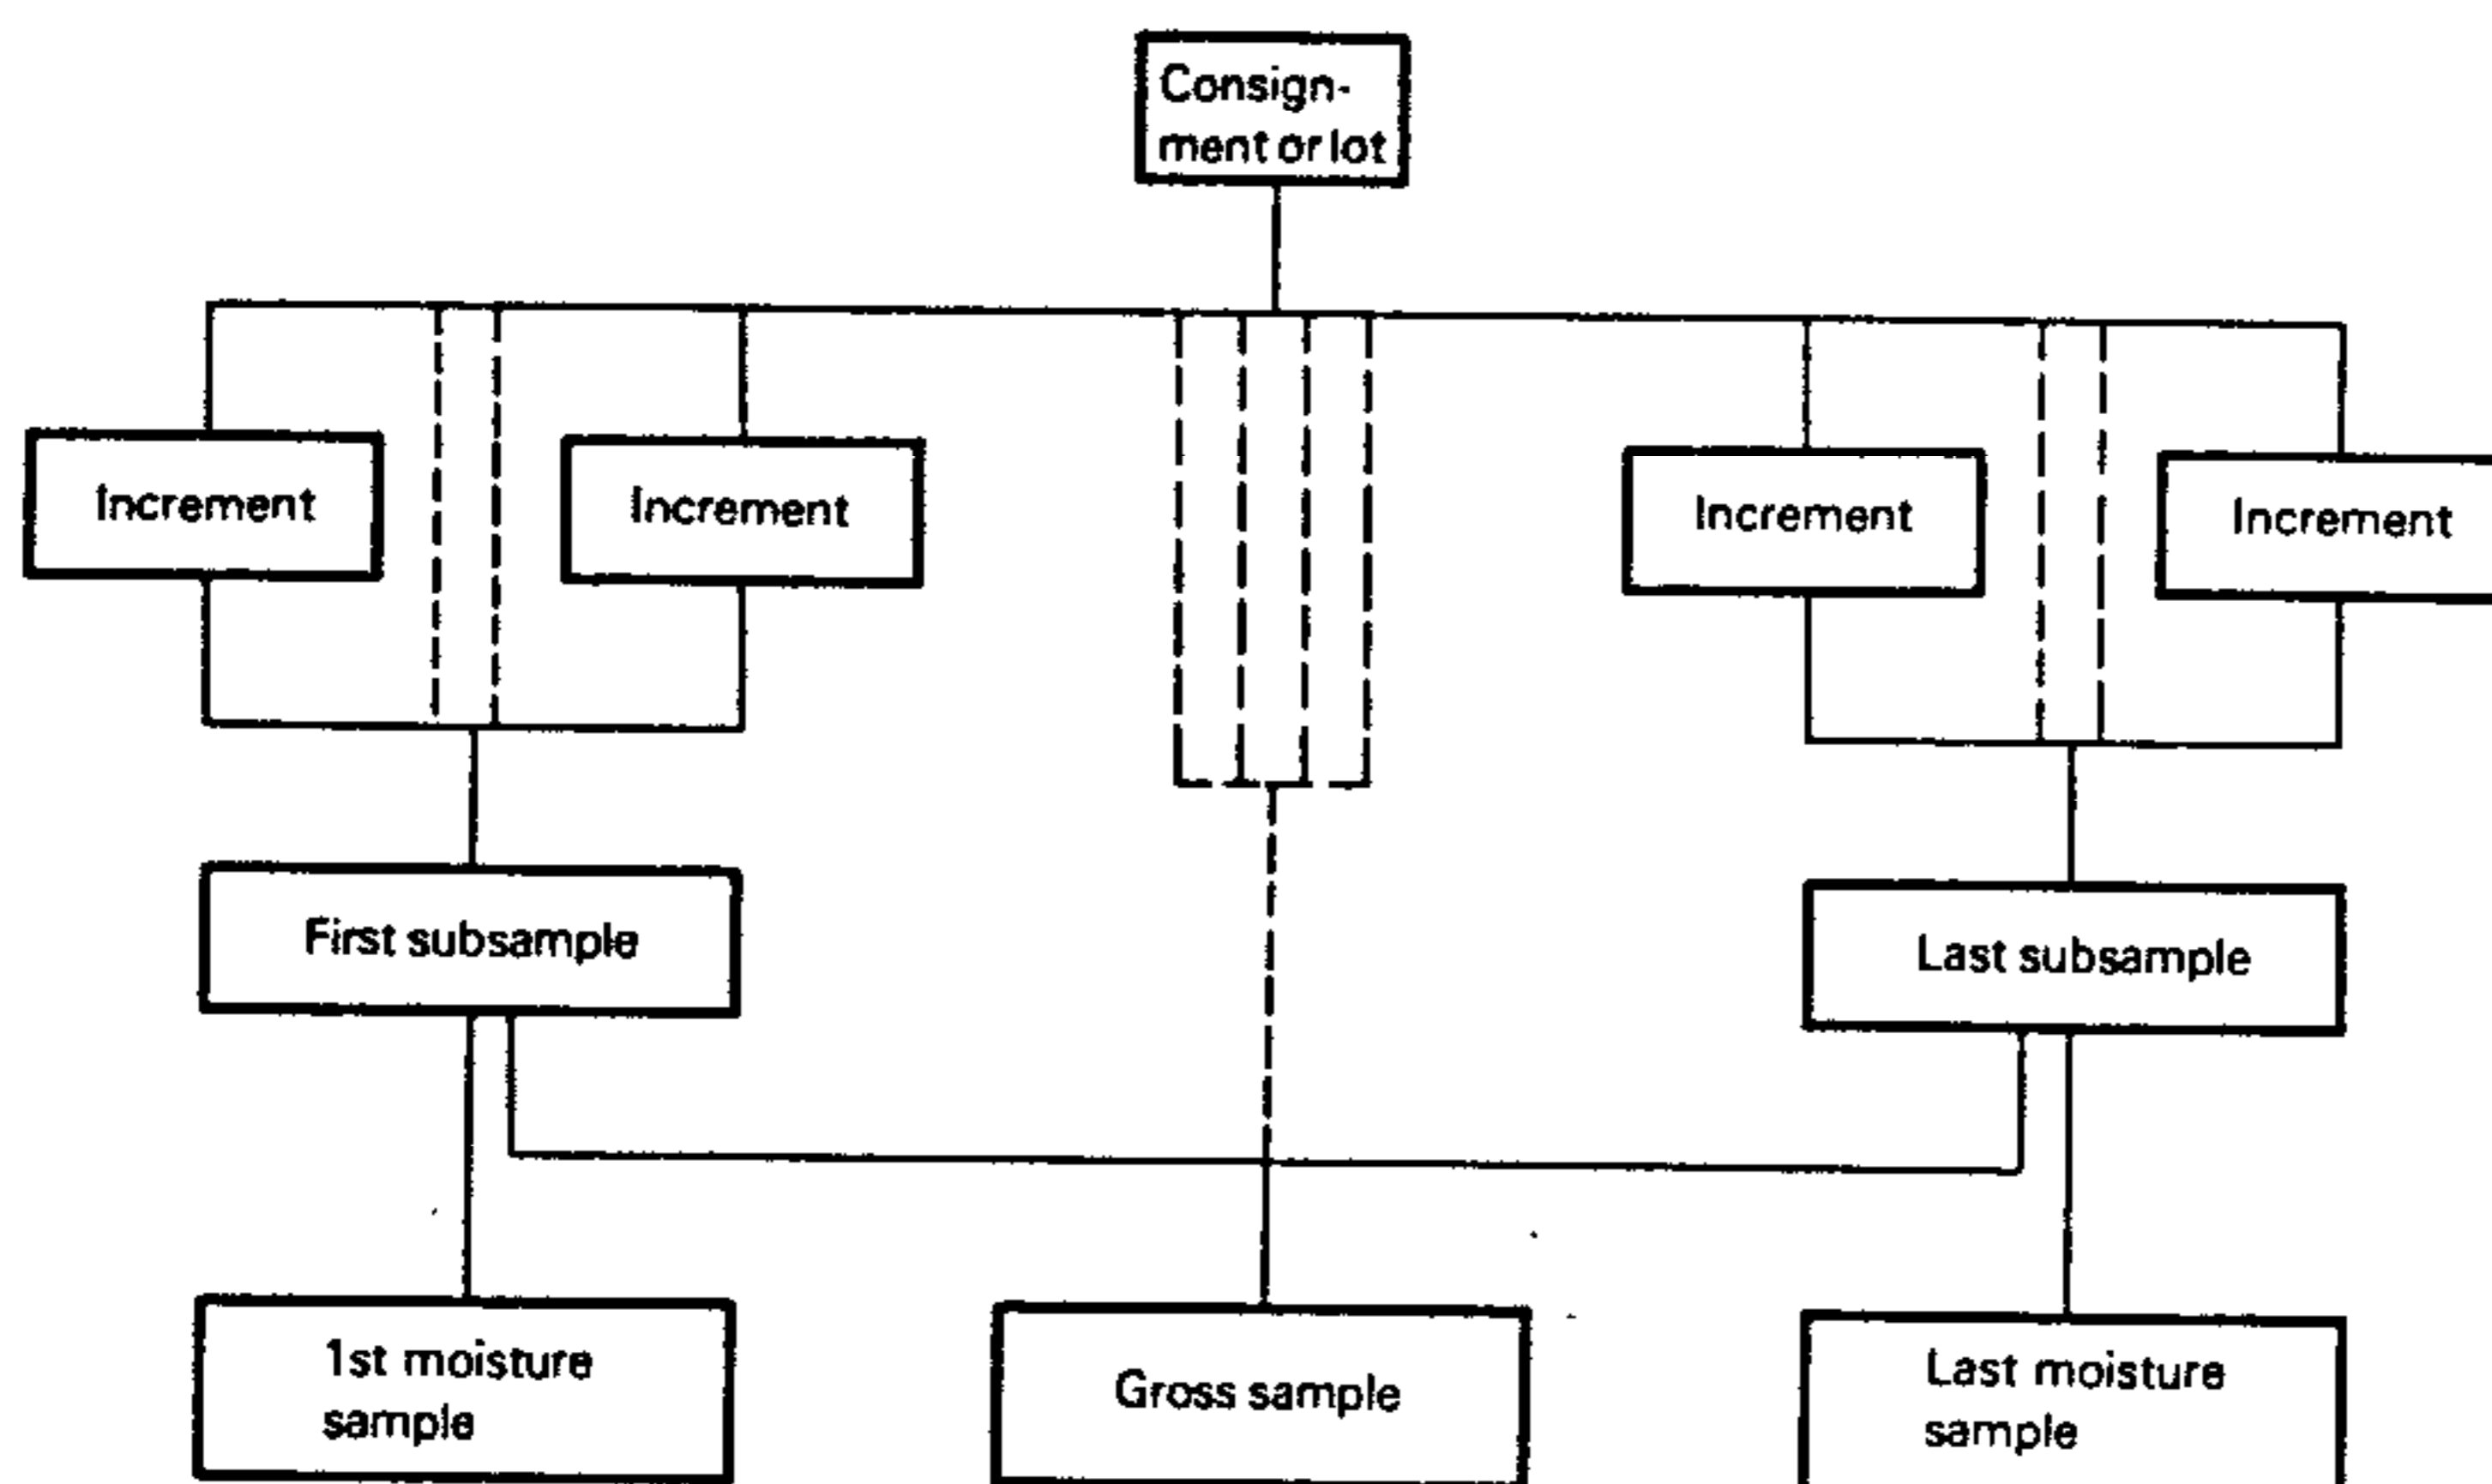 Consign-
ment or lot
Increment
Increment
Increment
Increment
First subsample
Last subsample
1st moisture
sample
Gross sample
Last moisture
sample